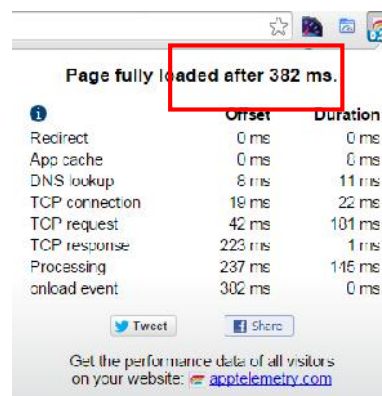 Page fully loaded after 382 ms.
Offset Duration
Redirect 0 ms 0 ms
App cache 0 ms 8 ms
DNS lookup 8 ms 11 ms
TCP connection 19 ms 22 ms
TCP request 42 ms 181 ms
TCP response 223 ms 1 ms
Processing 237 ms 145 ms
onload event 382 ms 0 ms
Tweet Share
Get the performance data of all visitors
on your website: apptelemetry.com